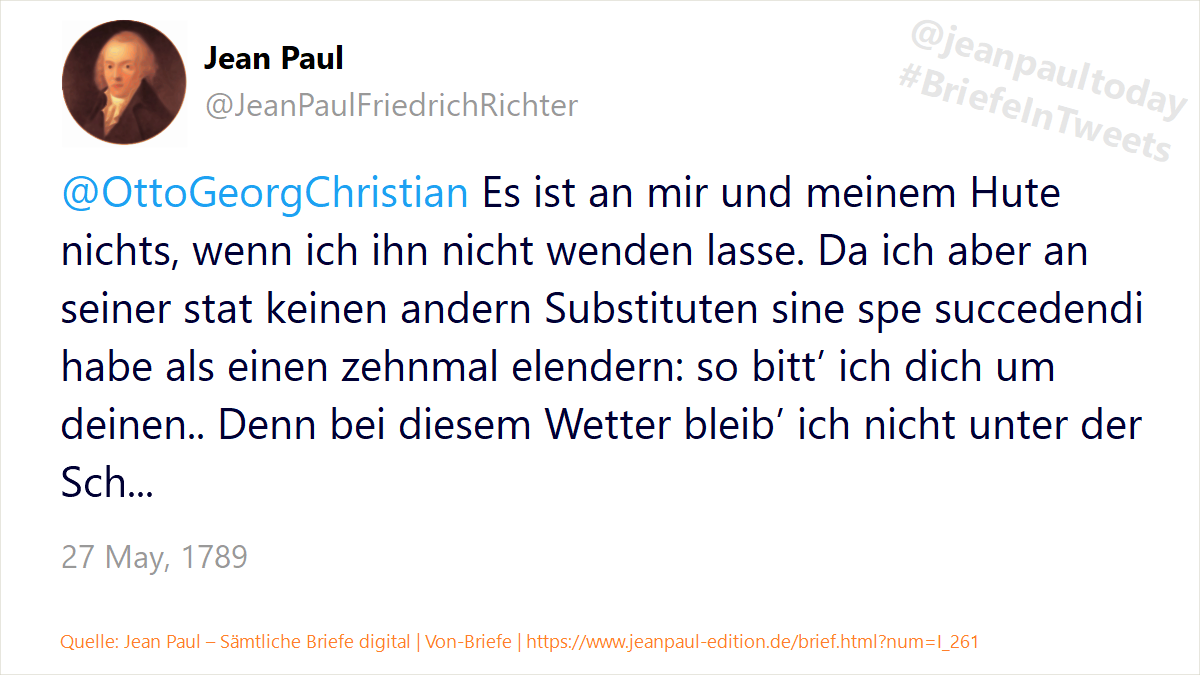 Jean Paul
@JeanPaulFriedrichRichter
@jeanpaultoday
#BriefeInTweets
@OttoGeorgChristian Es ist an mir und meinem Hute
nichts, wenn ich ihn nicht wenden lasse. Da ich aber an
seiner stat keinen andern Substituten sine spe succedendi
habe als einen zehnmal elendern: so bitt’ ich dich um
deinen.. Denn bei diesem Wetter bleib’ ich nicht unter der
Sch...
27 May, 1789
Quelle: Jean Paul – Sämtliche Briefe digital | Von-Briefe | https://www.jeanpaul-edition.de/brief.html?num=I_261